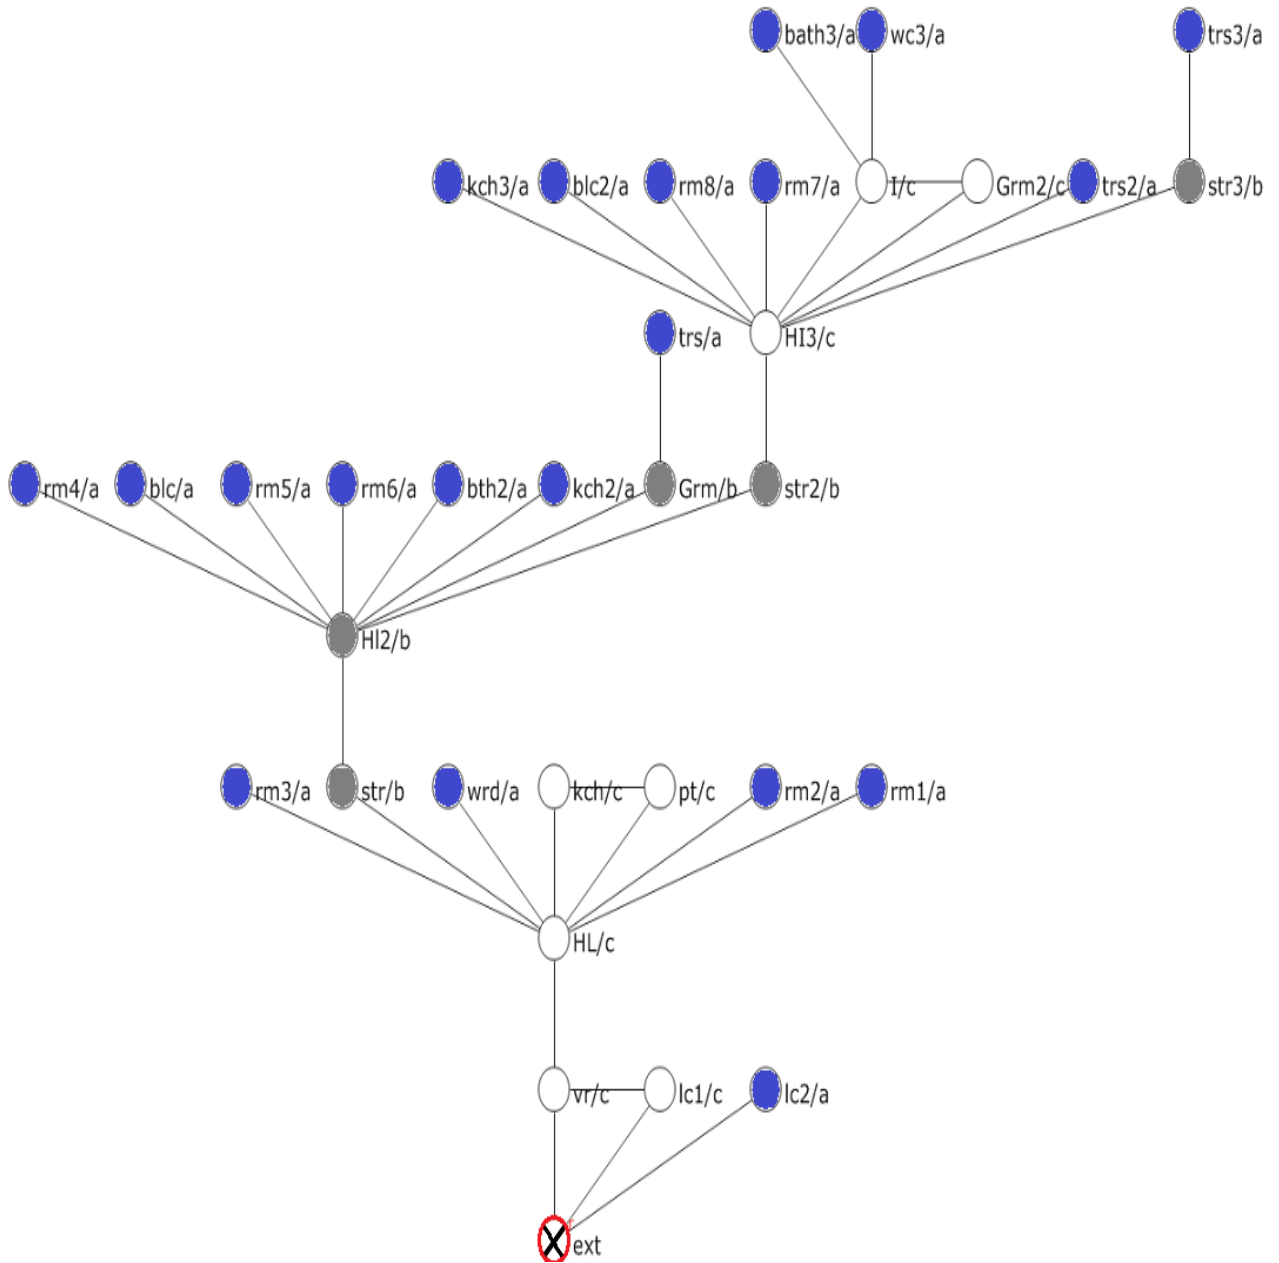 bath3/a wc3/a trs3/a
kch3/a blc2/a rm8/a rm7/a I/c Grm2/c trs2/a str3/b
trs/a HI3/c
rm4/a blc/a rm5/a rm6/a bth2/a kch2/a Grm/b str2/b
Hl2/b
rm3/a str/b wrd/a kch/c pt/c rm2/a rm1/a
HL/c
vr/c lc1/c lc2/a
ext